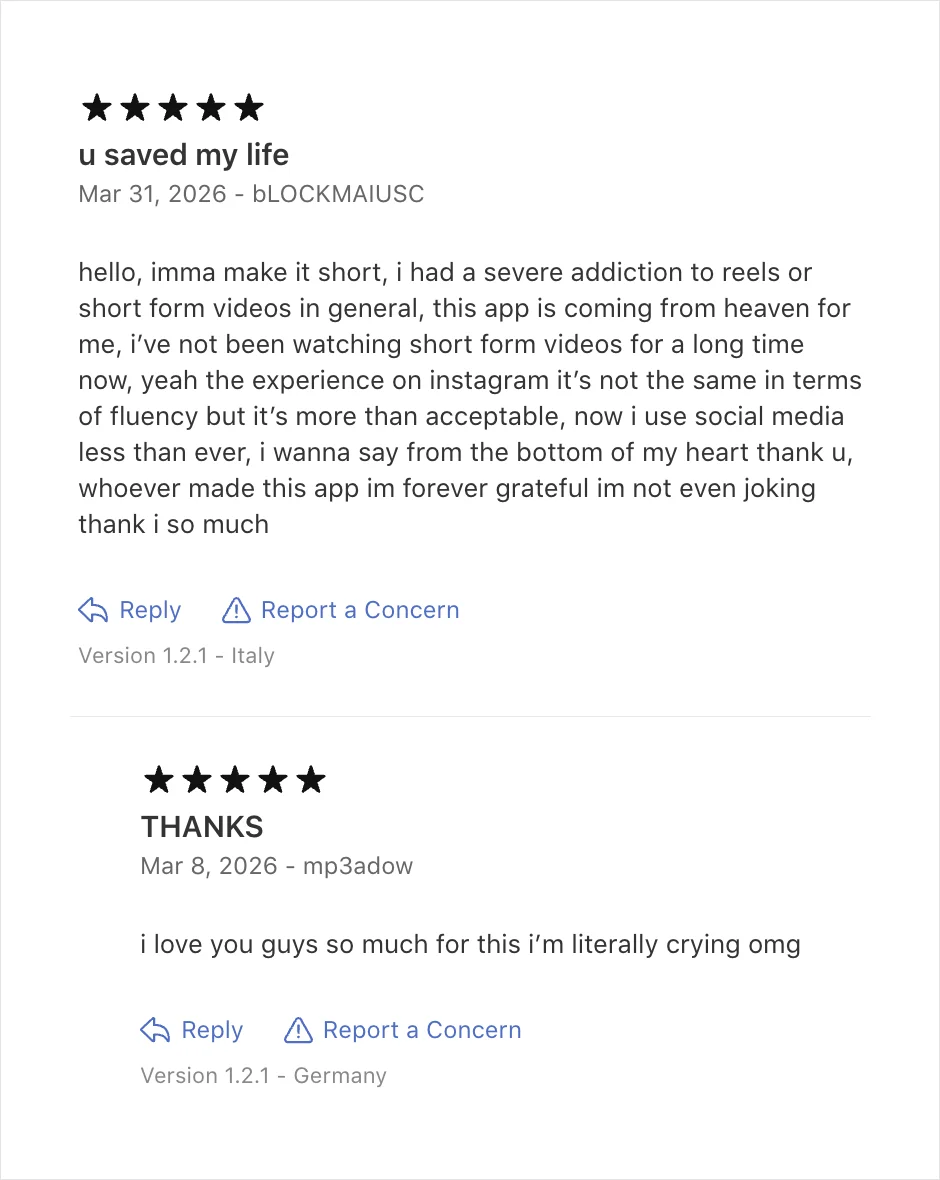 u saved my life
Mar 31, 2026 - bLOCKMAIUSC
hello, imma make it short, i had a severe addiction to reels or
short form videos in general, this app is coming from heaven for
me, i’ve not been watching short form videos for a long time
now, yeah the experience on instagram it’s not the same in terms
of fluency but it’s more than acceptable, now i use social media
less than ever, i wanna say from the bottom of my heart thank u,
whoever made this app im forever grateful im not even joking
thank i so much
Reply Report a Concern
Version 1.2.1 - Italy
THANKS
Mar 8, 2026 - mp3adow
i love you guys so much for this i’m literally crying omg
Reply Report a Concern
Version 1.2.1 - Germany